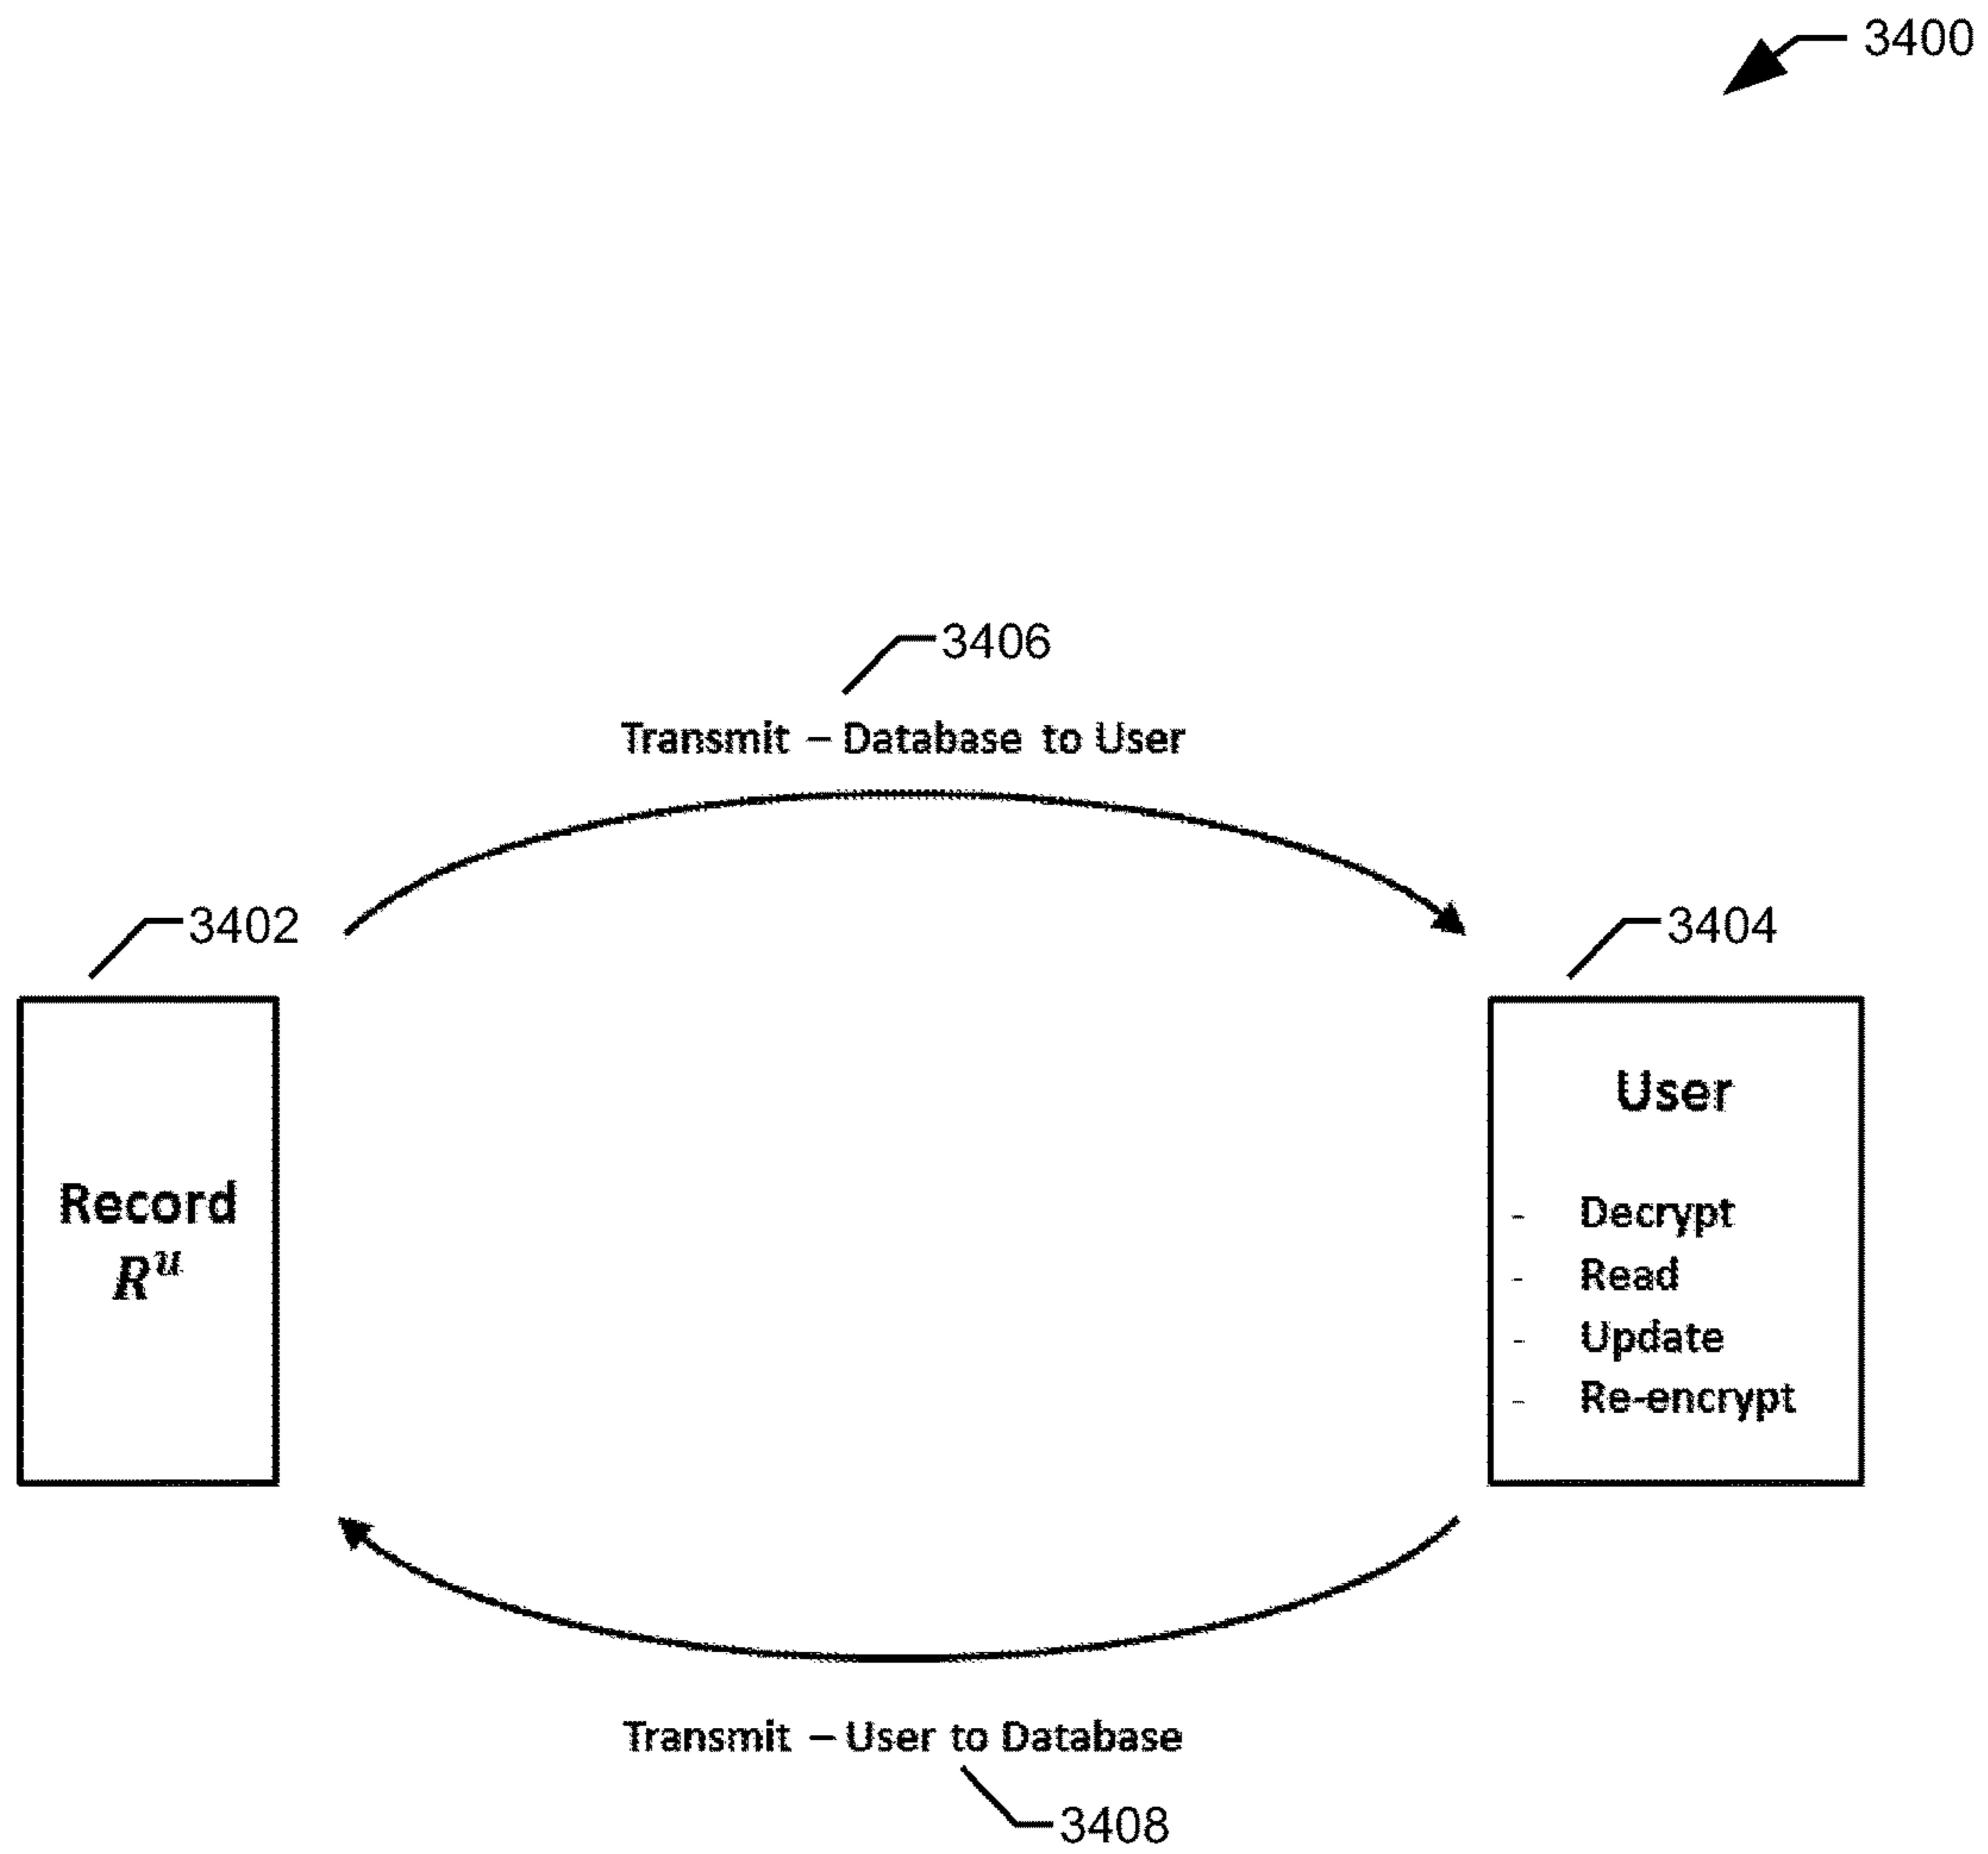 3400
3406
Transmit – Database to User
3402
3404
Record
R^u
User
- Decrypt
- Read
- Update
- Re-encrypt
Transmit – User to Database
3408